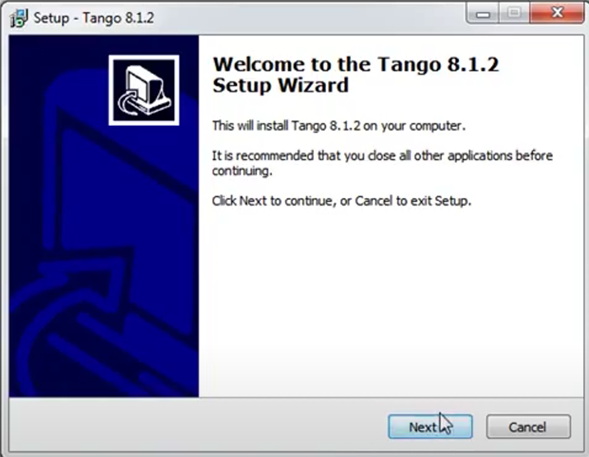 Setup - Tango 8.1.2
Welcome to the Tango 8.1.2
Setup Wizard
This will install Tango 8.1.2 on your computer.
It is recommended that you close all other applications before
continuing.
Click Next to continue, or Cancel to exit Setup.
Next
Cancel